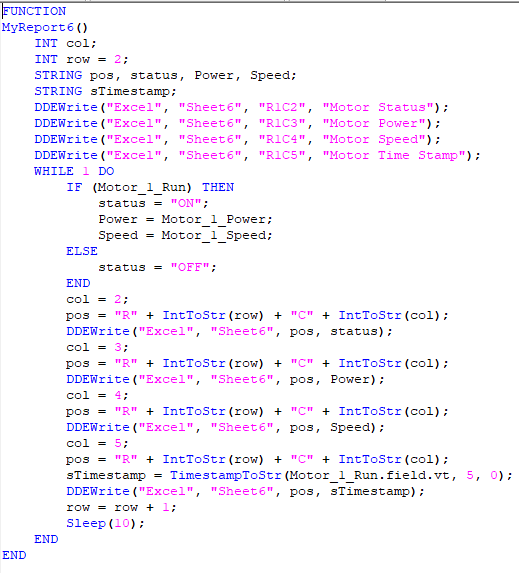 FUNCTION
MyReport6()
INT col;
INT row = 2;
STRING pos, status, Power, Speed;
STRING sTimestamp;
DDEWrite("Excel", "Sheet6", "R1C2", "Motor Status");
DDEWrite("Excel", "Sheet6", "R1C3", "Motor Power");
DDEWrite("Excel", "Sheet6", "R1C4", "Motor Speed");
DDEWrite("Excel", "Sheet6", "R1C5", "Motor Time Stamp");
WHILE 1 DO
IF (Motor_1_Run) THEN
status = "ON";
Power = Motor_1_Power;
Speed = Motor_1_Speed;
ELSE
status = "OFF";
END
col = 2;
pos = "R" + IntToStr(row) + "C" + IntToStr(col);
DDEWrite("Excel", "Sheet6", pos, status);
col = 3;
pos = "R" + IntToStr(row) + "C" + IntToStr(col);
DDEWrite("Excel", "Sheet6", pos, Power);
col = 4;
pos = "R" + IntToStr(row) + "C" + IntToStr(col);
DDEWrite("Excel", "Sheet6", pos, Speed);
col = 5;
pos = "R" + IntToStr(row) + "C" + IntToStr(col);
sTimestamp = TimestampToStr(Motor_1_Run.field.vt, 5, 0);
DDEWrite("Excel", "Sheet6", pos, sTimestamp);
row = row + 1;
Sleep(10);
END
END